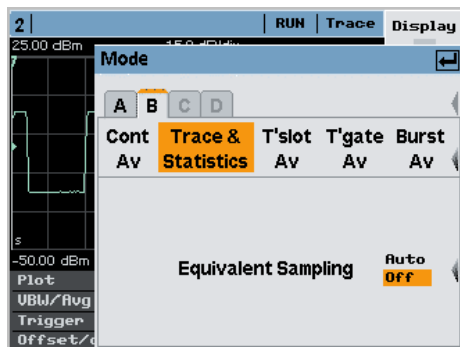 2 RUN Trace Display
25.00 dBm
Mode
A B C D
Cont Trace & T'slot T'gate Burst
Av Statistics Av Av Av
s
-50.00 dBm
Equivalent Sampling Auto
Off
Plot
VBW/Avg
Trigger